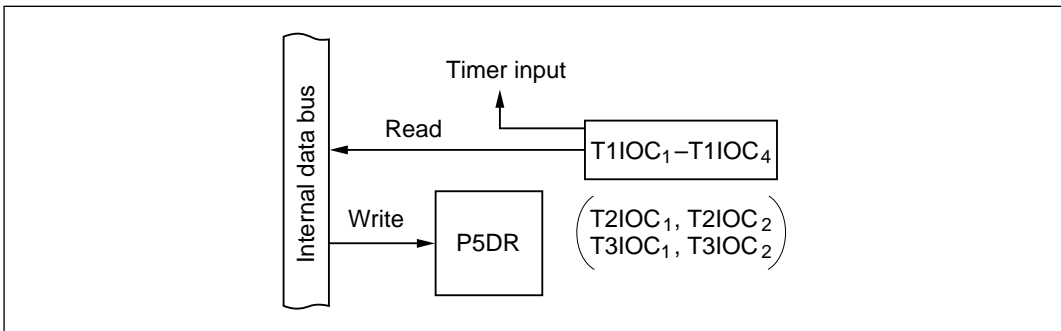 Internal data bus
Timer input
Read
T1IOC₁–T1IOC₄
Write
P5DR
(T2IOC₁, T2IOC₂
T3IOC₁, T3IOC₂)